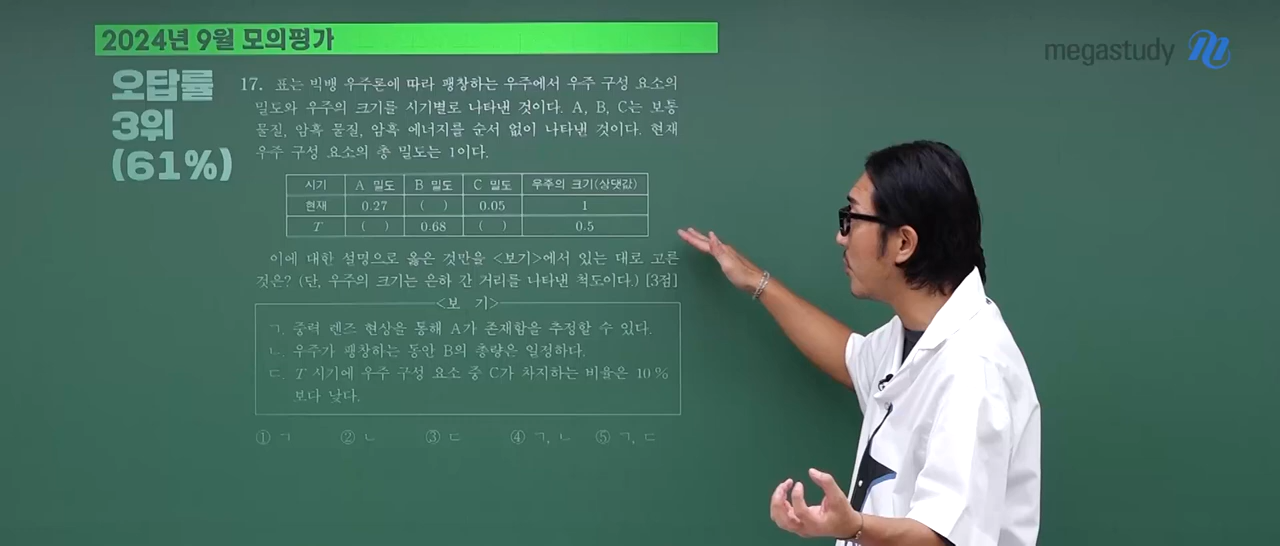 2024년 9월 모의평가
megastudy
오답률
3위
(61%)
17. 표는 빅뱅 우주론에 따라 팽창하는 우주에서 우주 구성 요소의
밀도와 우주의 크기를 시기별로 나타낸 것이다. A, B, C는 보통
물질, 암흑 물질, 암흑 에너지를 순서 없이 나타낸 것이다. 현재
우주 구성 요소의 총 밀도는 1이다.
시기 A 밀도 B 밀도 C 밀도 우주의 크기(상댓값)
현재 0.27 ( ) 0.05 1
T ( ) 0.68 ( ) 0.5
이에 대한 설명으로 옳은 것만을 <보기>에서 있는 대로 고른
것은? (단, 우주의 크기는 은하 간 거리를 나타낸 척도이다.) [3점]
<보 기>
ㄱ. 중력 렌즈 현상을 통해 A가 존재함을 추정할 수 있다.
ㄴ. 우주가 팽창하는 동안 B의 총량은 일정하다.
ㄷ. T 시기에 우주 구성 요소 중 C가 차지하는 비율은 10%
보다 낮다.
① ㄱ ② ㄴ ③ ㄷ ④ ㄱ, ㄴ ⑤ ㄱ, ㄷ